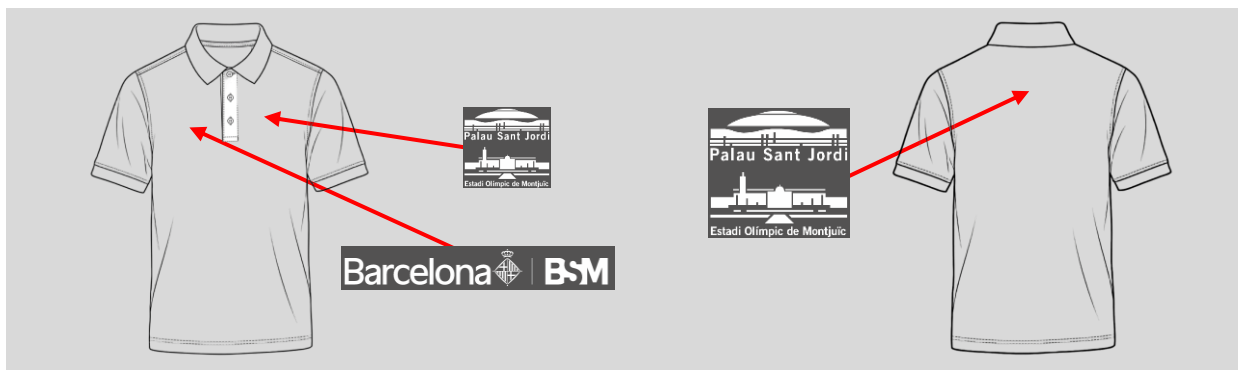 Palau Sant Jordi
Estadi Olímpic de Montjuïc
Barcelona BSM
Palau Sant Jordi
Estadi Olímpic de Montjuïc